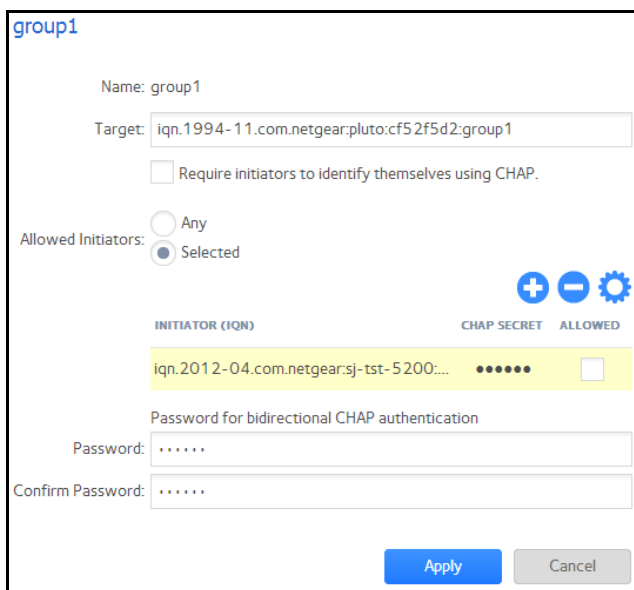 group1
Name: group1
Target: iqn.1994-11.com.netgear:pluto:cf52f5d2:group1
Require initiators to identify themselves using CHAP.
Any
Allowed Initiators:
Selected
INITIATOR (IQN) CHAP SECRET ALLOWED
iqn.2012-04.com.netgear:sj-tst-5200:... ••••••
Password for bidirectional CHAP authentication
Password: ······
Confirm Password: ······
Apply Cancel